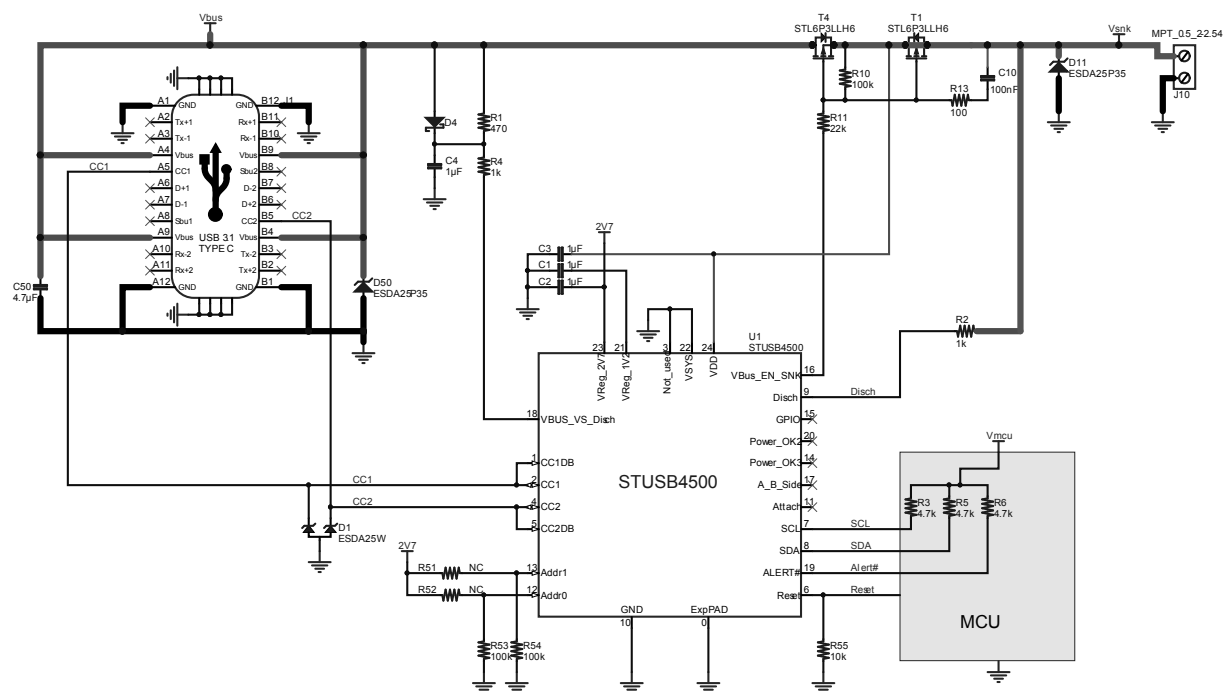 Vbus
T4
STL6P3LLH6
T1
STL6P3LLH6
Vsnk
MPT_0.5_2-2.54
J10
D11
ESDA25P35
C10
100nF
R10
100k
R13
100
R11
22k
D4
R1
470
C4
1µF
R4
1k
A1 GND GND B12 J1
A2 Tx+1 Rx+1 B11
A3 Tx-1 Rx-1 B10
A4 Vbus Vbus B9
CC1 A5 CC1 Sbu2 B8
A6 D+1 D-2 B7
A7 D-1 D+2 B6
A8 Sbu1 CC2 B5 CC2
A9 Vbus Vbus B4
A10 Rx-2 Tx-2 B3
A11 Rx+2 Tx+2 B2
A12 GND GND B1
USB 3.1
TYPE C
C50
4.7µF
D50
ESDA25P35
2V7
C3 1µF
C1 1µF
C2 1µF
R2
1k
U1
STUSB4500
23 21 3 22 24
VReg_2V7
VReg_1V2
Not_used
VSYS
VDD
VBus_EN_SNK 16
Disch 9 Disch
18 VBUS_VS_Disch
GPIO 15
Power_OK2 20
Power_OK3 14
A_B_Side 17
Attach 11
SCL 7 SCL
SDA 8 SDA
ALERT# 19 Alert#
Reset 6 Reset
STUSB4500
CC1 1 CC1DB
2 CC1
CC2 4 CC2
5 CC2DB
D1
ESDA25W
2V7
R51 NC 13 Addr1
R52 NC 12 Addr0
GND
10
ExpPAD
0
R53
100k
R54
100k
R55
10k
Vmcu
R3
4.7k
R5
4.7k
R6
4.7k
MCU